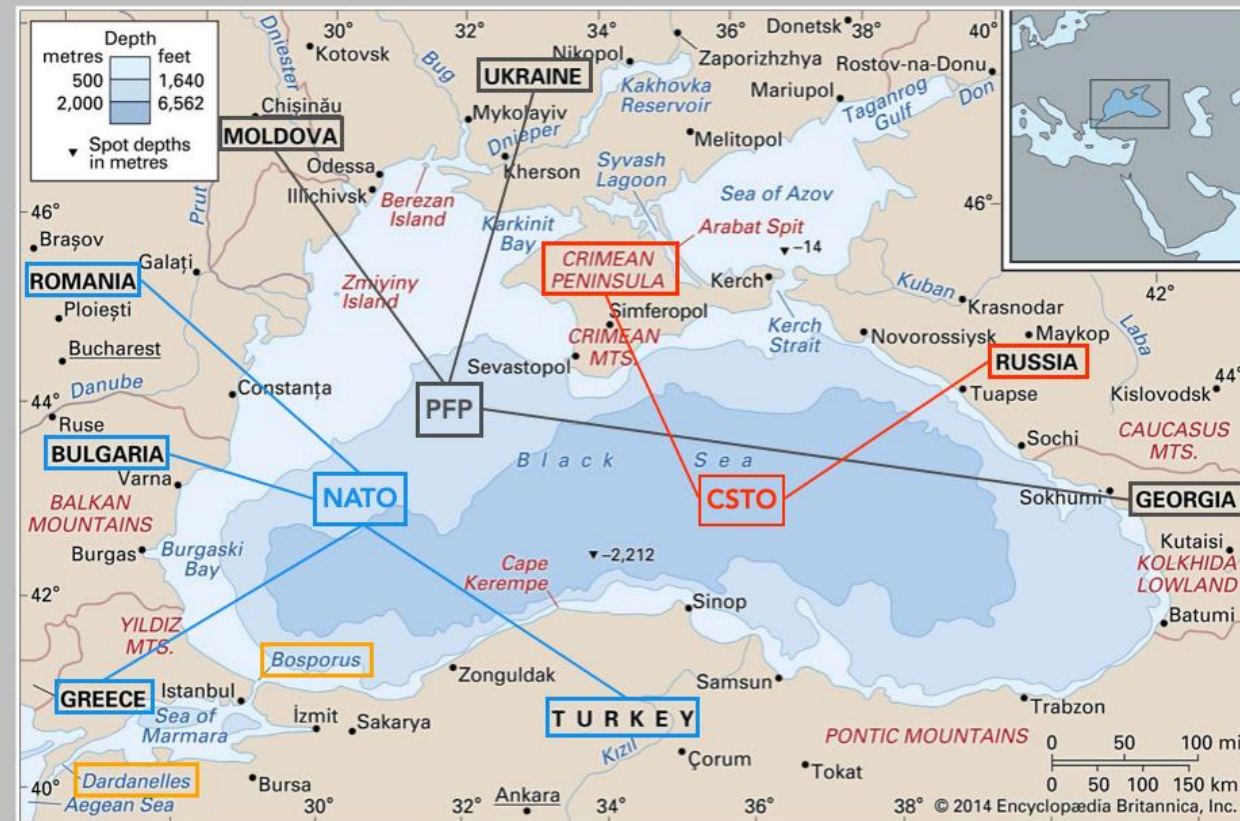 Depth
metres feet
500 1,640
2,000 6,562
▼ Spot depths
in metres
30°
32°
34°
36°
Donetsk
40°
Dniester
Kotovsk
Bug
UKRAINE
Nikopol
Zaporizhzhya
Rostov-na-Donu
Kakhovka
Reservoir
Mariupol
Taganrog
Gulf
Don
Chișinău
MOLDOVA
Mykolayiv
Dnieper
Melitopol
Odessa
Kherson
Syvash
Lagoon
Illichivsk
Berezan
Island
Sea of Azov
Prut
46°
Karkinit
Bay
Arabat Spit
46°
Brașov
Galați
CRIMEAN
PENINSULA
▼−14
ROMANIA
Zmiyiny
Island
Kerch
Kuban
42°
Krasnodar
Ploiești
Simferopol
Kerch
Strait
Novorossiysk
Maykop
Laba
Bucharest
CRIMEAN
MTS.
RUSSIA
Sevastopol
Danube
Constanța
Tuapse
Kislovodsk
44°
44°
PFP
Ruse
CAUCASUS
MTS.
Sochi
BULGARIA
Black Sea
Varna
NATO
CSTO
Sokhumi
GEORGIA
BALKAN
MOUNTAINS
Burgas
Burgaski
Bay
▼−2,212
Kutaisi
Cape
Kerempe
KOLKHIDA
LOWLAND
42°
Sinop
Batumi
YILDIZ
MTS.
Bosporus
Zonguldak
Samsun
GREECE
Istanbul
TURKEY
Trabzon
Sea of
Marmara
İzmit
Sakarya
PONTIC MOUNTAINS
0 50 100 mi
Kızıl
Çorum
Tokat
Dardanelles
40°
Bursa
0 50 100 150 km
Aegean Sea
30°
32°
Ankara
34°
36°
38°
© 2014 Encyclopædia Britannica, Inc.